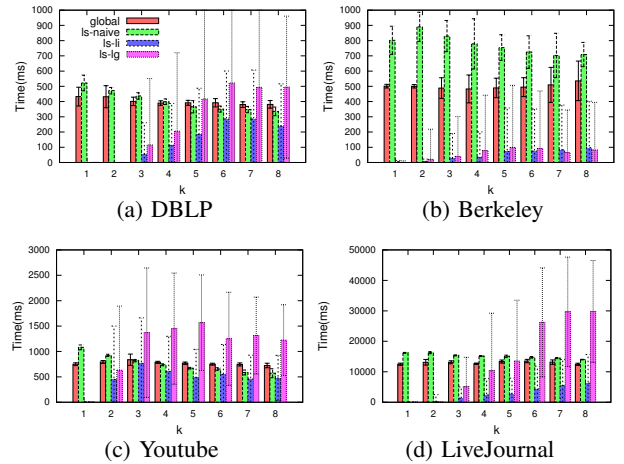 global
ls-naive
ls-li
ls-lg
Time(ms)
1000
900
800
700
600
500
400
300
200
100
0
1 2 3 4 5 6 7 8
k
(a) DBLP
Time(ms)
1000
900
800
700
600
500
400
300
200
100
0
1 2 3 4 5 6 7 8
k
(b) Berkeley
Time(ms)
3000
2500
2000
1500
1000
500
0
1 2 3 4 5 6 7 8
k
(c) Youtube
Time(ms)
50000
40000
30000
20000
10000
0
1 2 3 4 5 6 7 8
k
(d) LiveJournal